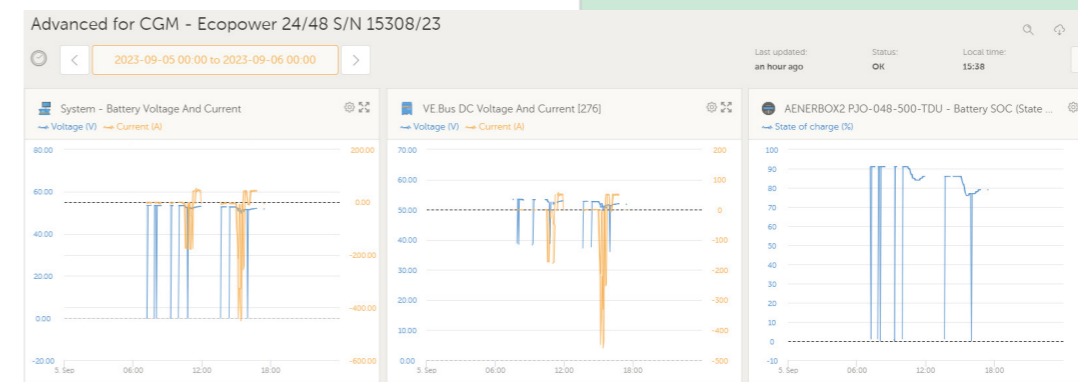 Advanced for CGM - Ecopower 24/48 S/N 15308/23
2023-09-05 00:00 to 2023-09-06 00:00
Last updated:
an hour ago
Status:
OK
Local time:
15:38
System - Battery Voltage And Current
Voltage (V) Current (A)
80.00 200.00
60.00 0.00
40.00 -200.00
20.00
0.00 -400.00
-20.00 -600.00
5. Sep 06:00 12:00 18:00
VE.Bus DC Voltage And Current [276]
Voltage (V) Current (A)
70.00 200
60.00 100
50.00 0
40.00 -100
30.00 -200
20.00 -300
10.00 -400
0.00 -500
5. Sep 06:00 12:00 18:00
AENERBOX2 PJO-048-500-TDU - Battery SOC (State ...
State of charge (%)
100
90
80
70
60
50
40
30
20
10
0
-10
5. Sep 06:00 12:00 18:00